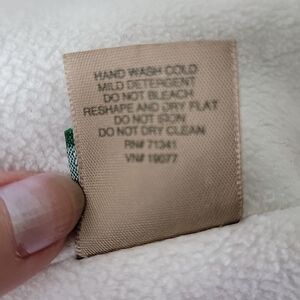 HAND WASH COLD
MILD DETERGENT
DO NOT BLEACH
RESHAPE AND DRY FLAT
DO NOT IRON
DO NOT DRY CLEAN
RN# 71341
VN# 19077